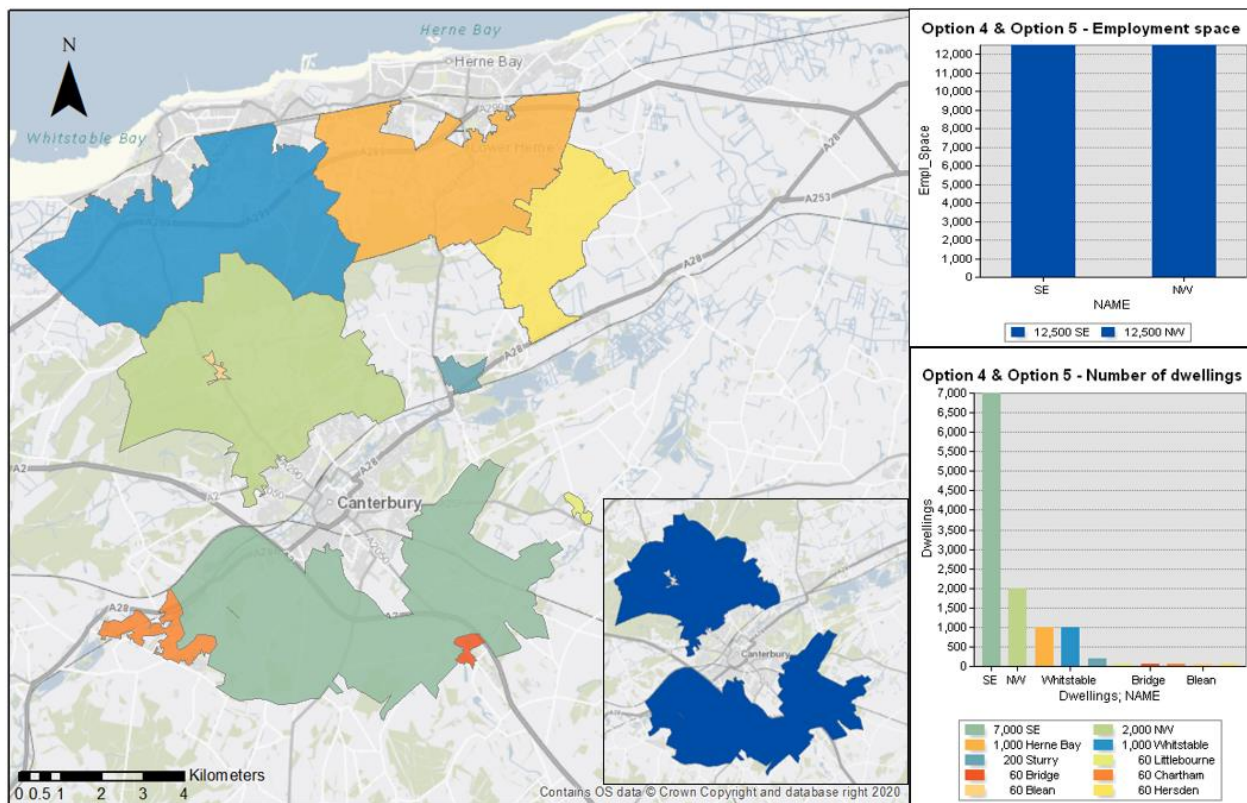 Herne Bay
N
Herne Bay
Whitstable Bay
A299
Lower Herne
A299
A299
A253
A28
A28
A290
A2
A2050
A28
Canterbury
A2050
A28
A2
Canterbury
Kilometers
0 0.5 1 2 3 4
Contains OS data © Crown Copyright and database right 2020
Option 4 & Option 5 - Employment space
12,000
11,000
10,000
9,000
8,000
7,000
6,000
5,000
4,000
3,000
2,000
1,000
0
Empl_Space
SE NW
NAME
12,500 SE 12,500 NW
Option 4 & Option 5 - Number of dwellings
7,000
6,500
6,000
5,500
5,000
4,500
4,000
3,500
3,000
2,500
2,000
1,500
1,000
500
0
Dwellings
SE NW Whitstable Bridge Blean
Dwellings; NAME
7,000 SE 2,000 NW
1,000 Herne Bay 1,000 Whitstable
200 Sturry 60 Littlebourne
60 Bridge 60 Chartham
60 Blean 60 Hersden